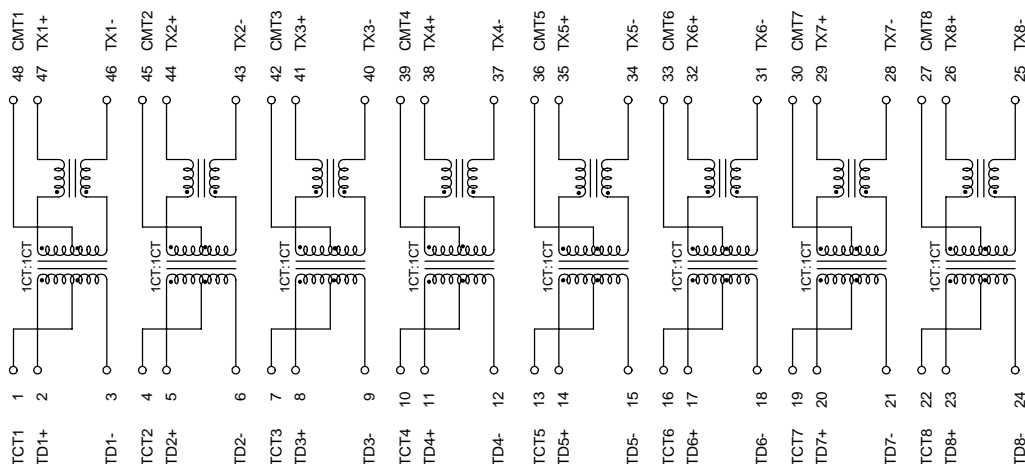 CMT1 TX1+ TX1- CMT2 TX2+ TX2- CMT3 TX3+ TX3- CMT4 TX4+ TX4- CMT5 TX5+ TX5- CMT6 TX6+ TX6- CMT7 TX7+ TX7- CMT8 TX8+ TX8-
48 47 46 45 44 43 42 41 40 39 38 37 36 35 34 33 32 31 30 29 28 27 26 25
1CT:1CT 1CT:1CT 1CT:1CT 1CT:1CT 1CT:1CT 1CT:1CT 1CT:1CT 1CT:1CT
1 2 3 4 5 6 7 8 9 10 11 12 13 14 15 16 17 18 19 20 21 22 23 24
TCT1 TD1+ TD1- TCT2 TD2+ TD2- TCT3 TD3+ TD3- TCT4 TD4+ TD4- TCT5 TD5+ TD5- TCT6 TD6+ TD6- TCT7 TD7+ TD7- TCT8 TD8+ TD8-